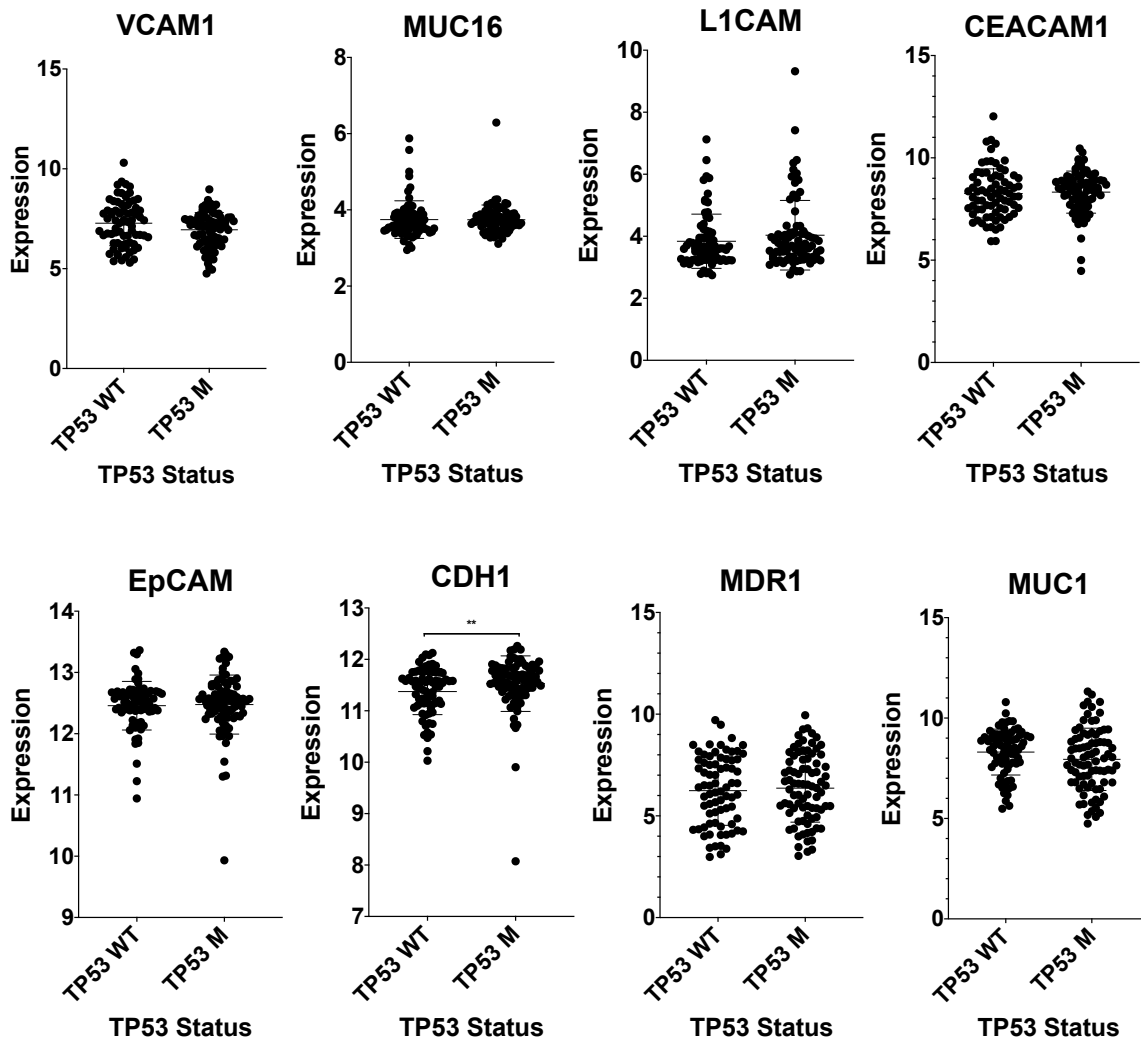 VCAM1 MUC16 L1CAM CEACAM1
Expression
15
10
5
0
TP53 WT
TP53 M
TP53 Status
Expression
8
6
4
2
0
TP53 WT
TP53 M
TP53 Status
Expression
10
8
6
4
2
0
TP53 WT
TP53 M
TP53 Status
Expression
15
10
5
0
TP53 WT
TP53 M
TP53 Status
EpCAM CDH1 MDR1 MUC1
Expression
14
13
12
11
10
9
TP53 WT
TP53 M
TP53 Status
Expression
13
12
11
10
9
8
7
**
TP53 WT
TP53 M
TP53 Status
Expression
15
10
5
0
TP53 WT
TP53 M
TP53 Status
Expression
15
10
5
0
TP53 WT
TP53 M
TP53 Status